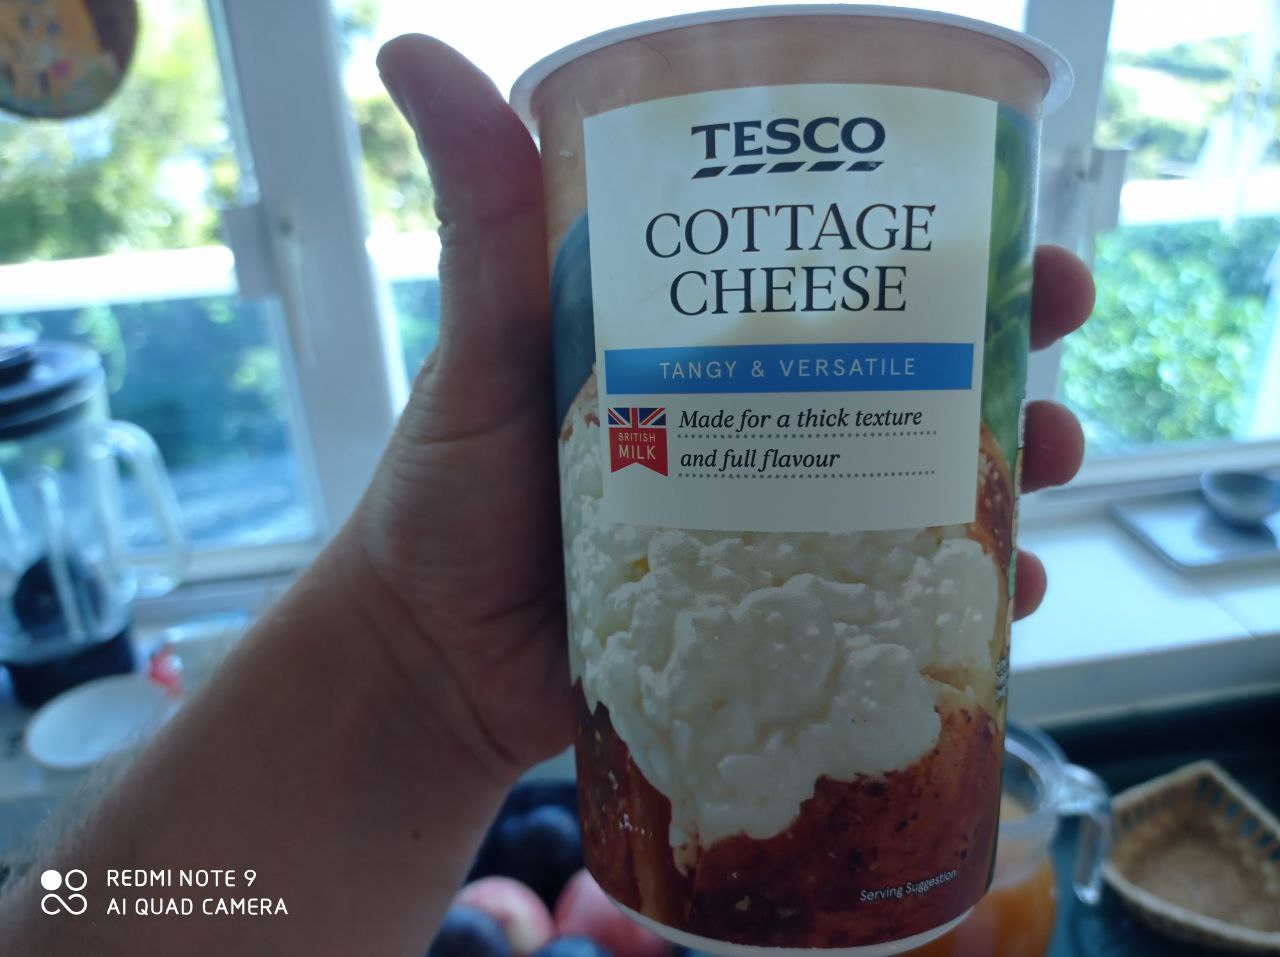 TESCO
COTTAGE
CHEESE
TANGY & VERSATILE
BRITISH
MILK
Made for a thick texture
and full flavour
Serving Suggestion
REDMI NOTE 9
AI QUAD CAMERA